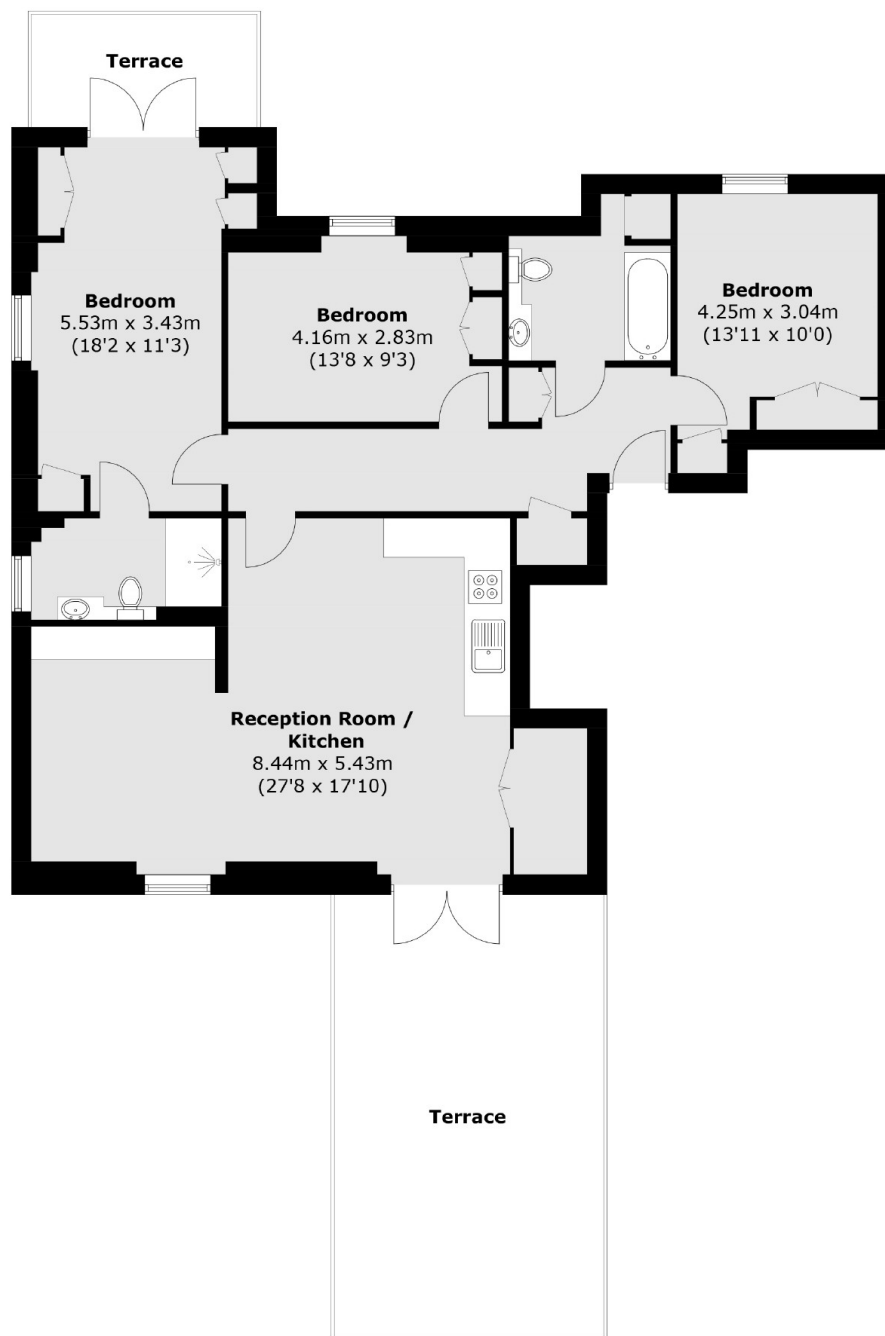 Terrace
Bedroom
5.53m x 3.43m
(18'2 x 11'3)
Bedroom
4.16m x 2.83m
(13'8 x 9'3)
Bedroom
4.25m x 3.04m
(13'11 x 10'0)
Reception Room /
Kitchen
8.44m x 5.43m
(27'8 x 17'10)
Terrace